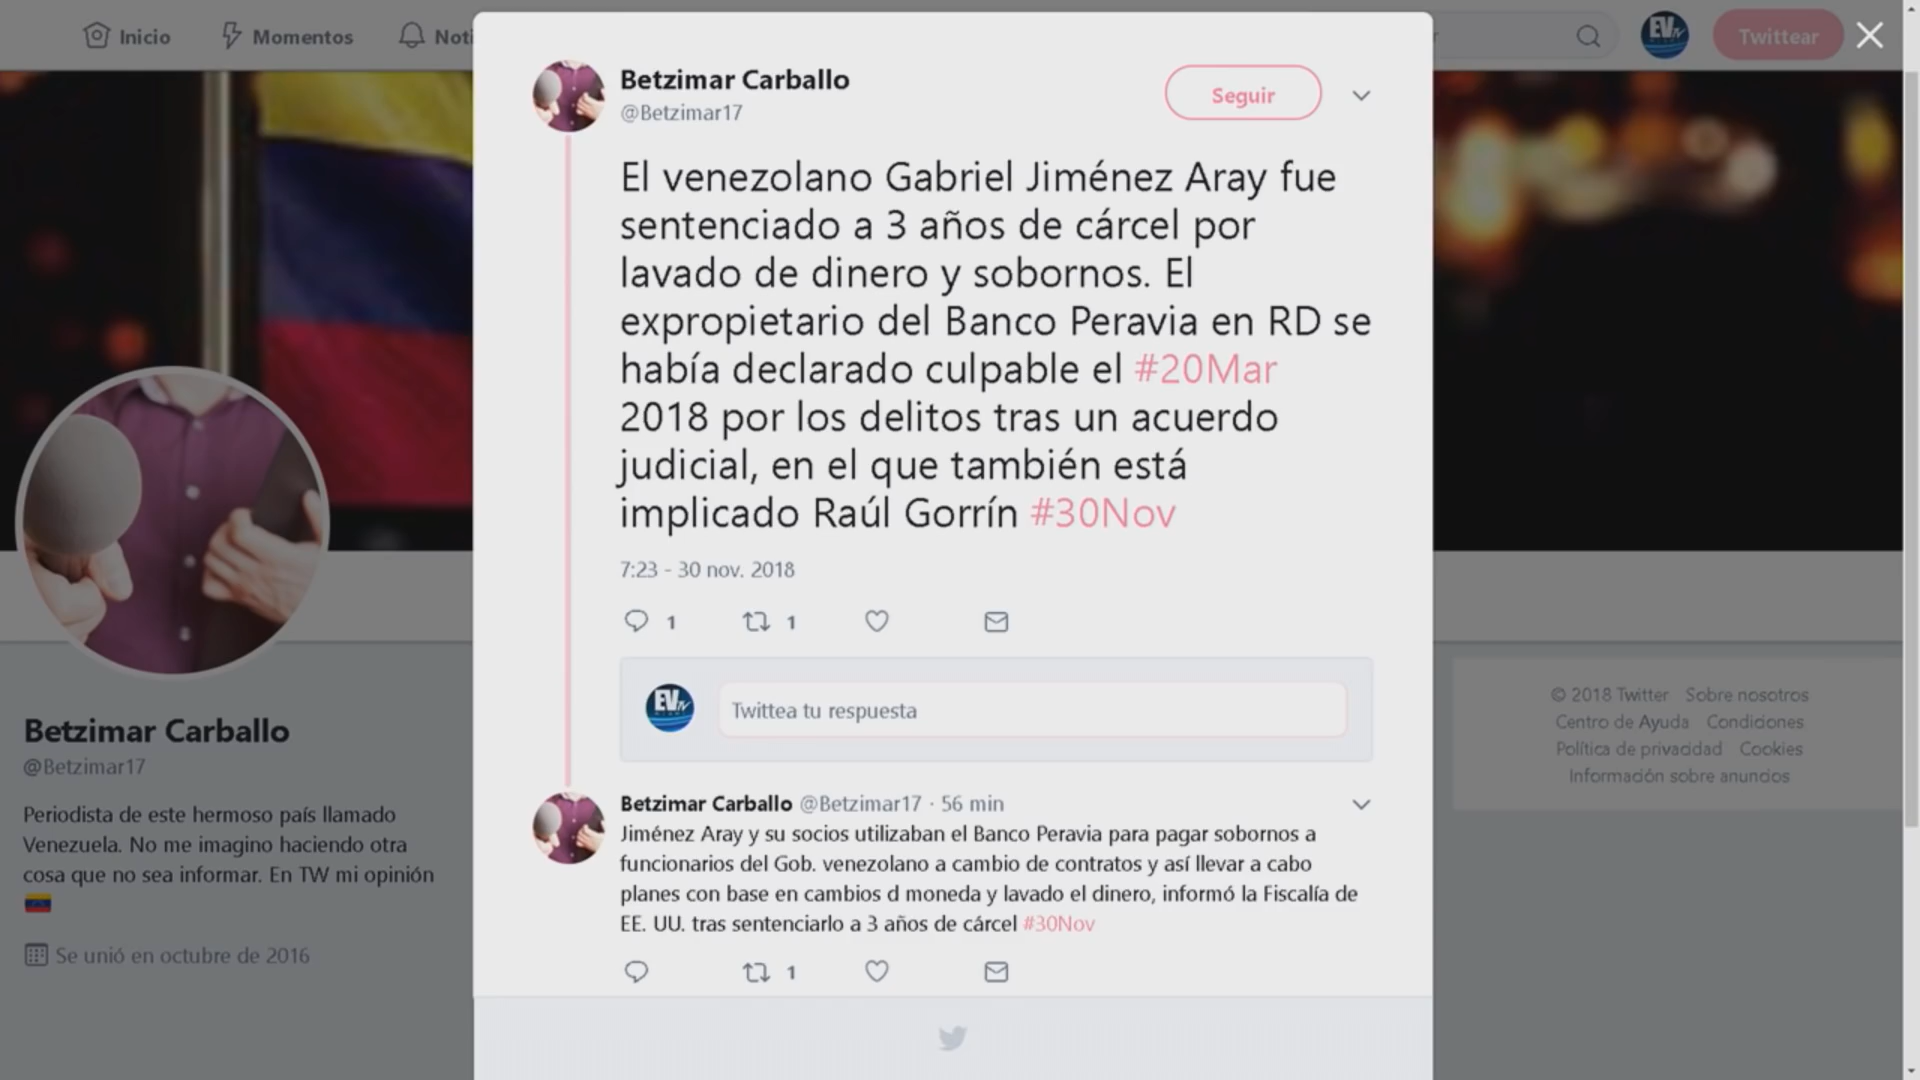 Inicio
Momentos
Noti
Twittear
Betzimar Carballo
@Betzimar17
Seguir
El venezolano Gabriel Jiménez Aray fue
sentenciado a 3 años de cárcel por
lavado de dinero y sobornos. El
expropietario del Banco Peravia en RD se
había declarado culpable el #20Mar
2018 por los delitos tras un acuerdo
judicial, en el que también está
implicado Raúl Gorrín #30Nov
7:23 - 30 nov. 2018
1
1
Twittea tu respuesta
Betzimar Carballo @Betzimar17 · 56 min
Jiménez Aray y su socios utilizaban el Banco Peravia para pagar sobornos a
funcionarios del Gob. venezolano a cambio de contratos y así llevar a cabo
planes con base en cambios d moneda y lavado el dinero, informó la Fiscalía de
EE. UU. tras sentenciarlo a 3 años de cárcel #30Nov
1
Betzimar Carballo
@Betzimar17
Periodista de este hermoso país llamado
Venezuela. No me imagino haciendo otra
cosa que no sea informar. En TW mi opinión
Se unió en octubre de 2016
© 2018 Twitter Sobre nosotros
Centro de Ayuda Condiciones
Política de privacidad Cookies
Información sobre anuncios
EVtv
EVtv